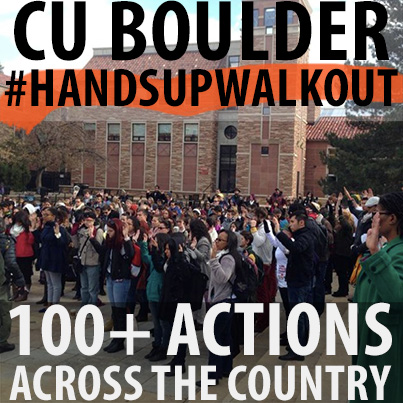 CU BOULDER
#HANDSUPWALKOUT
100+ ACTIONS
ACROSS THE COUNTRY